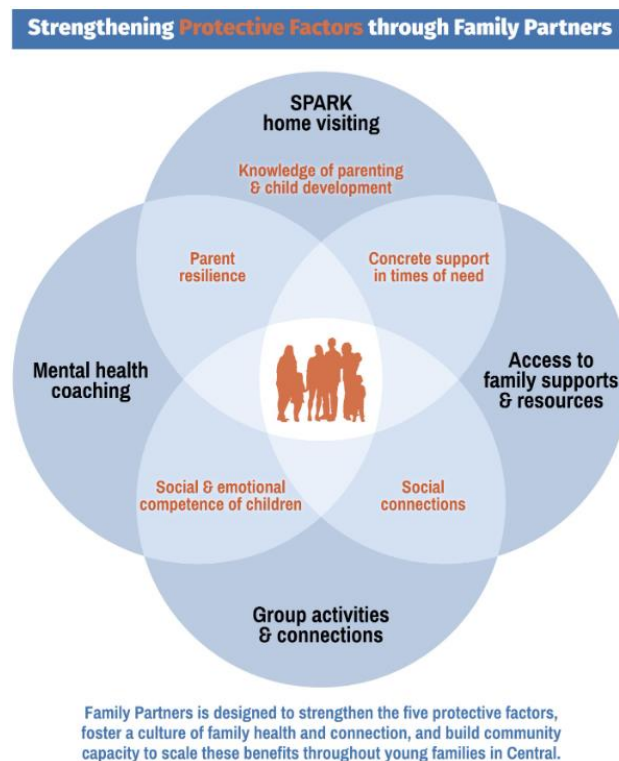 Strengthening Protective Factors through Family Partners
SPARK
home visiting
Knowledge of parenting
& child development
Parent
resilience
Concrete support
in times of need
Mental health
coaching
Access to
family supports
& resources
Social & emotional
competence of children
Social
connections
Group activities
& connections
Family Partners is designed to strengthen the five protective factors,
foster a culture of family health and connection, and build community
capacity to scale these benefits throughout young families in Central.